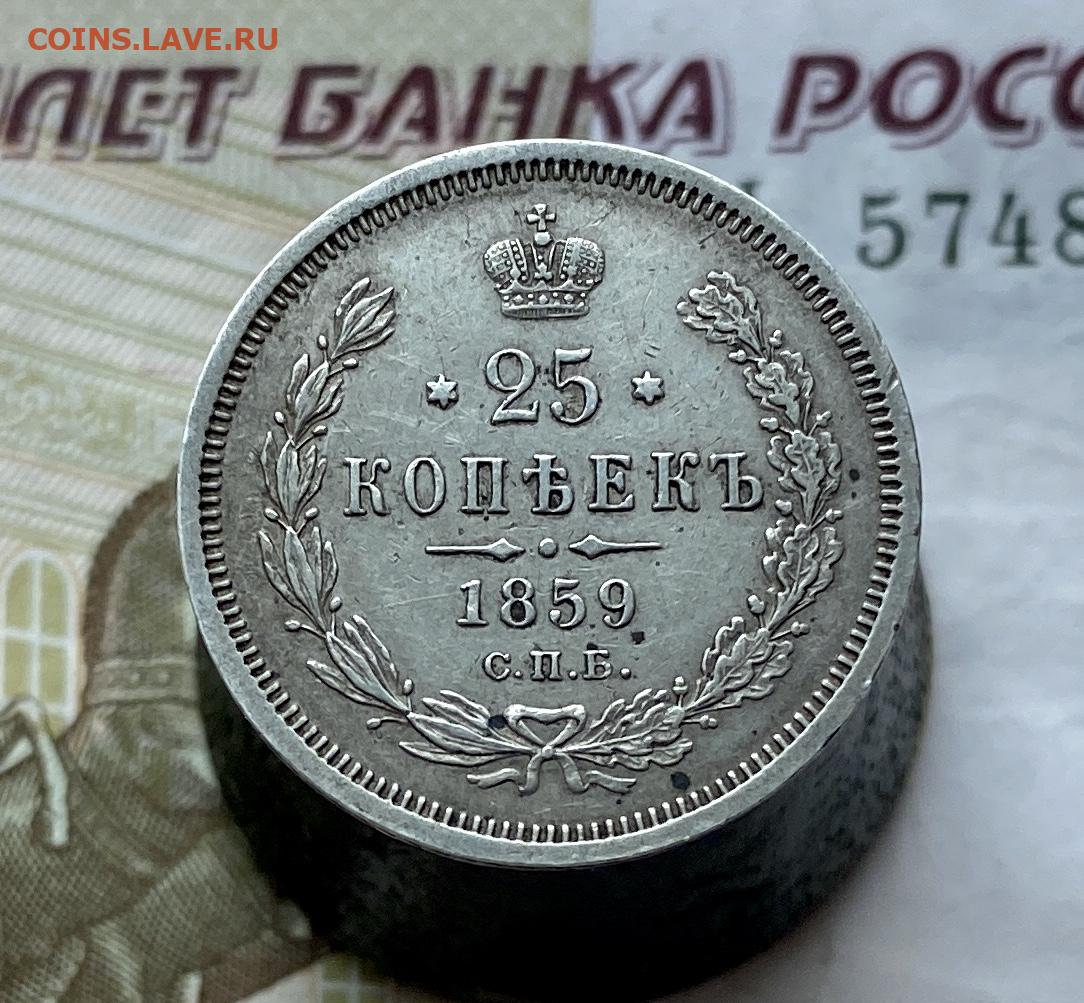 COINS.LAVE.RU
ЛЕТ БАНКА РОСС
5748
25
КОПѢЕКЪ
1859
С.П.Б.